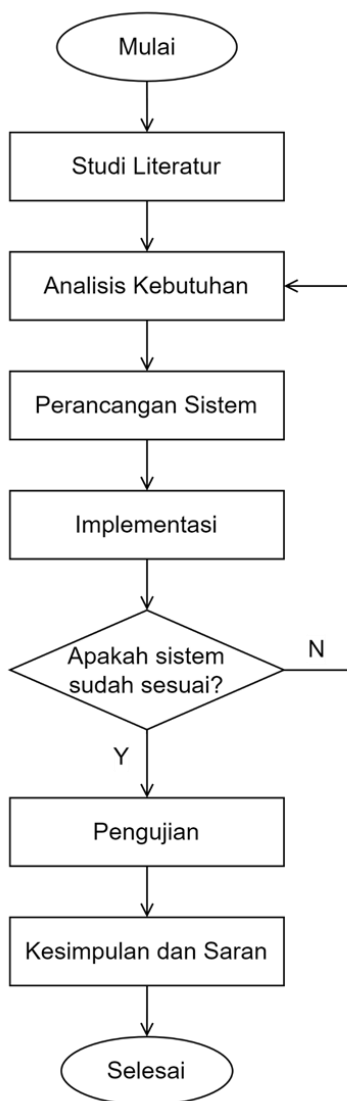 Mulai
Studi Literatur
Analisis Kebutuhan
Perancangan Sistem
Implementasi
Apakah sistem
sudah sesuai?
N
Y
Pengujian
Kesimpulan dan Saran
Selesai